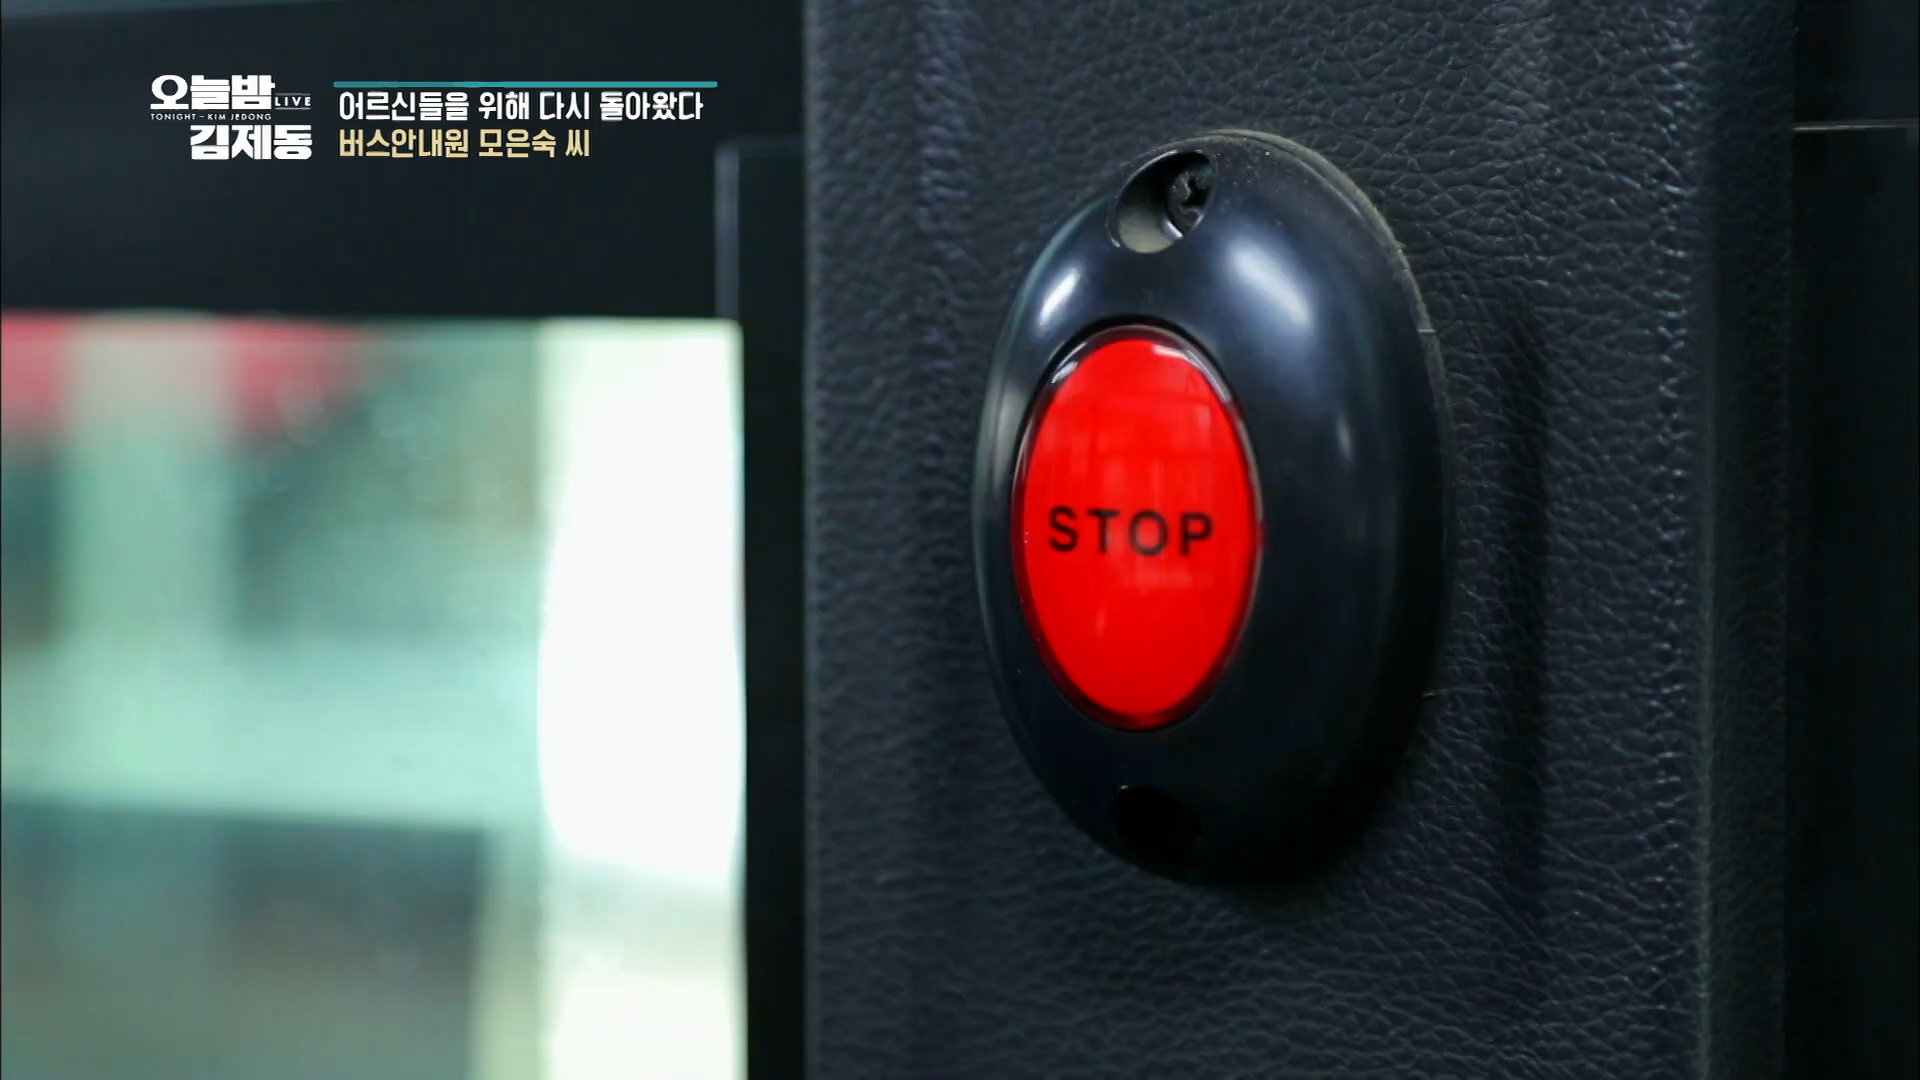 오늘밤 LIVE
TONIGHT - KIM JEDONG
김제동
어르신들을 위해 다시 돌아왔다
버스안내원 모은숙 씨
STOP